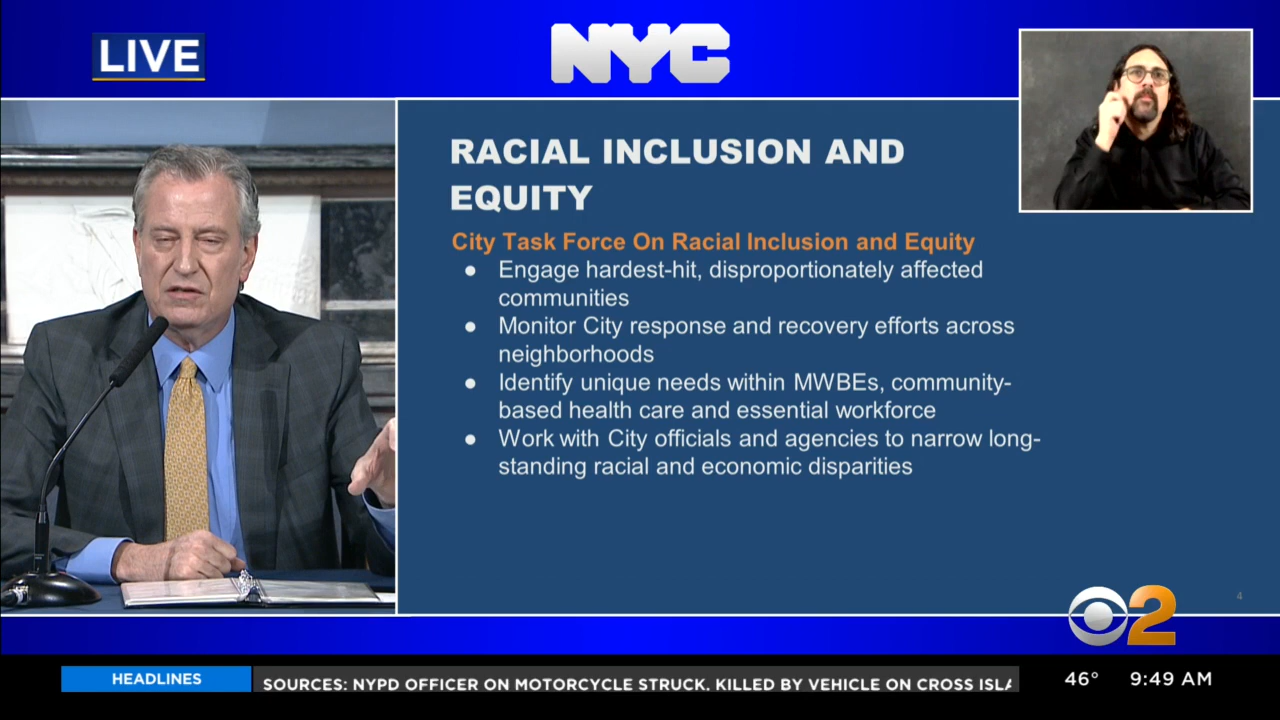 LIVE
NYC
RACIAL INCLUSION AND
EQUITY
City Task Force On Racial Inclusion and Equity
● Engage hardest-hit, disproportionately affected
communities
● Monitor City response and recovery efforts across
neighborhoods
● Identify unique needs within MWBEs, community-
based health care and essential workforce
● Work with City officials and agencies to narrow long-
standing racial and economic disparities
4
2
HEADLINES
SOURCES: NYPD OFFICER ON MOTORCYCLE STRUCK, KILLED BY VEHICLE ON CROSS
46° 9:49 AM